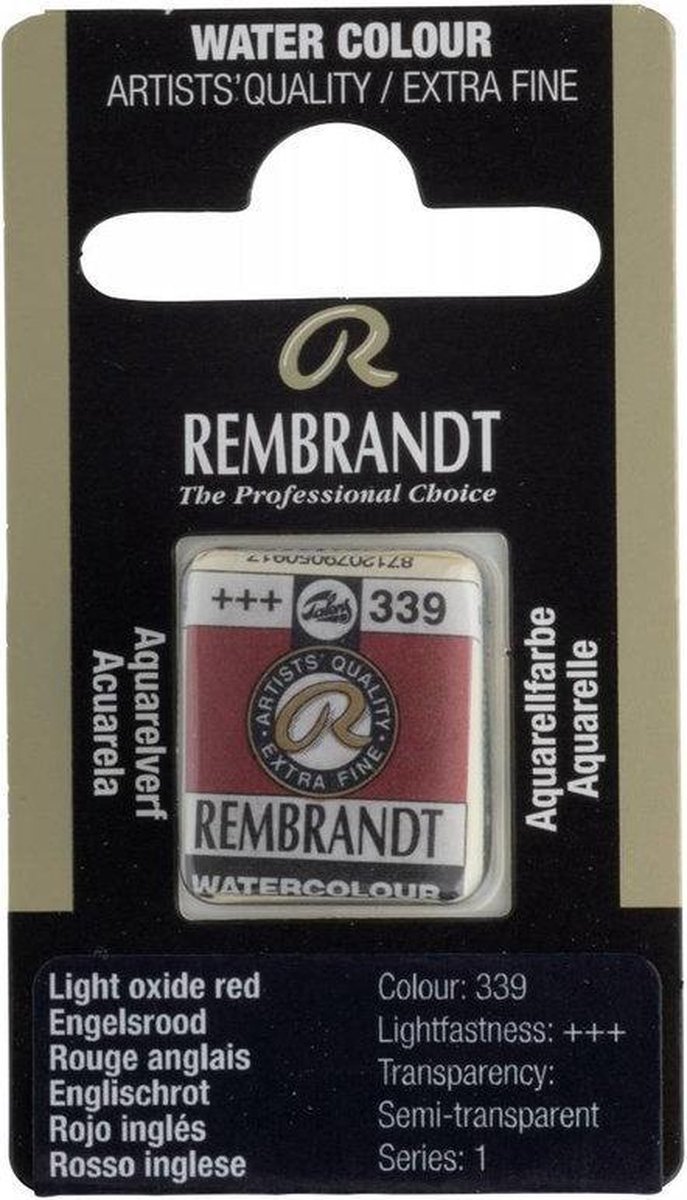 WATER COLOUR
ARTISTS' QUALITY / EXTRA FINE
R
REMBRANDT
The Professional Choice
8712079050917
+++ Talens 339
ARTISTS' QUALITY
R
EXTRA FINE
REMBRANDT
WATERCOLOUR
Aquarelverf
Acuarela
Aquarellfarbe
Aquarelle
Light oxide red
Engelsrood
Rouge anglais
Englischrot
Rojo inglés
Rosso inglese
Colour: 339
Lightfastness: +++
Transparency:
Semi-transparent
Series: 1